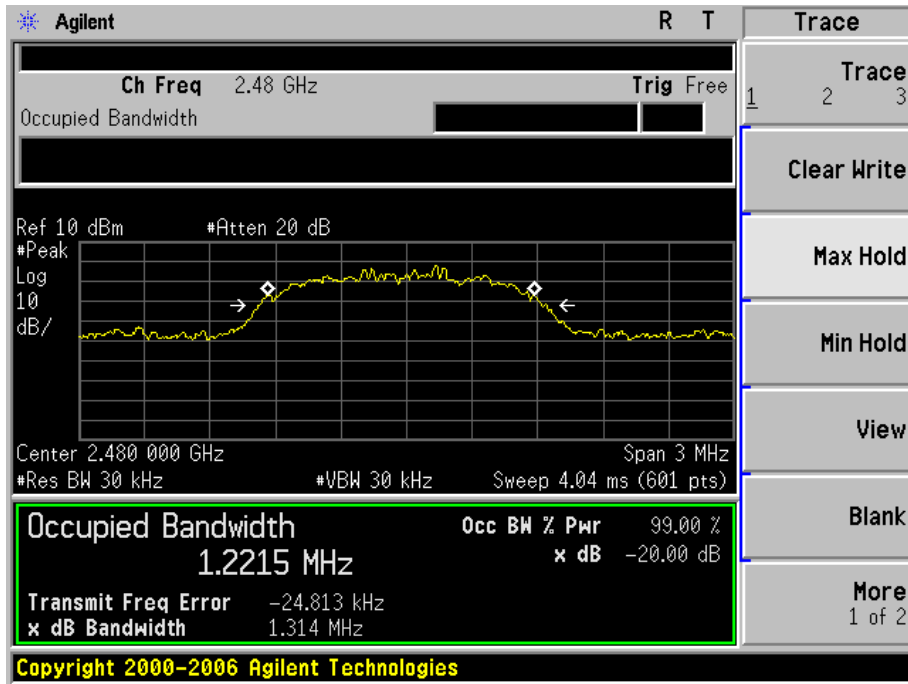 Agilent R T Trace
Ch Freq 2.48 GHz Trig Free
Occupied Bandwidth
Trace
1 2 3
Clear Write
Max Hold
Min Hold
View
Blank
More
1 of 2
Ref 10 dBm #Atten 20 dB
#Peak
Log
10
dB/
Center 2.480 000 GHz Span 3 MHz
#Res BW 30 kHz #VBW 30 kHz Sweep 4.04 ms (601 pts)
Occupied Bandwidth Occ BW % Pwr 99.00 %
1.2215 MHz x dB -20.00 dB
Transmit Freq Error -24.813 kHz
x dB Bandwidth 1.314 MHz
Copyright 2000-2006 Agilent Technologies